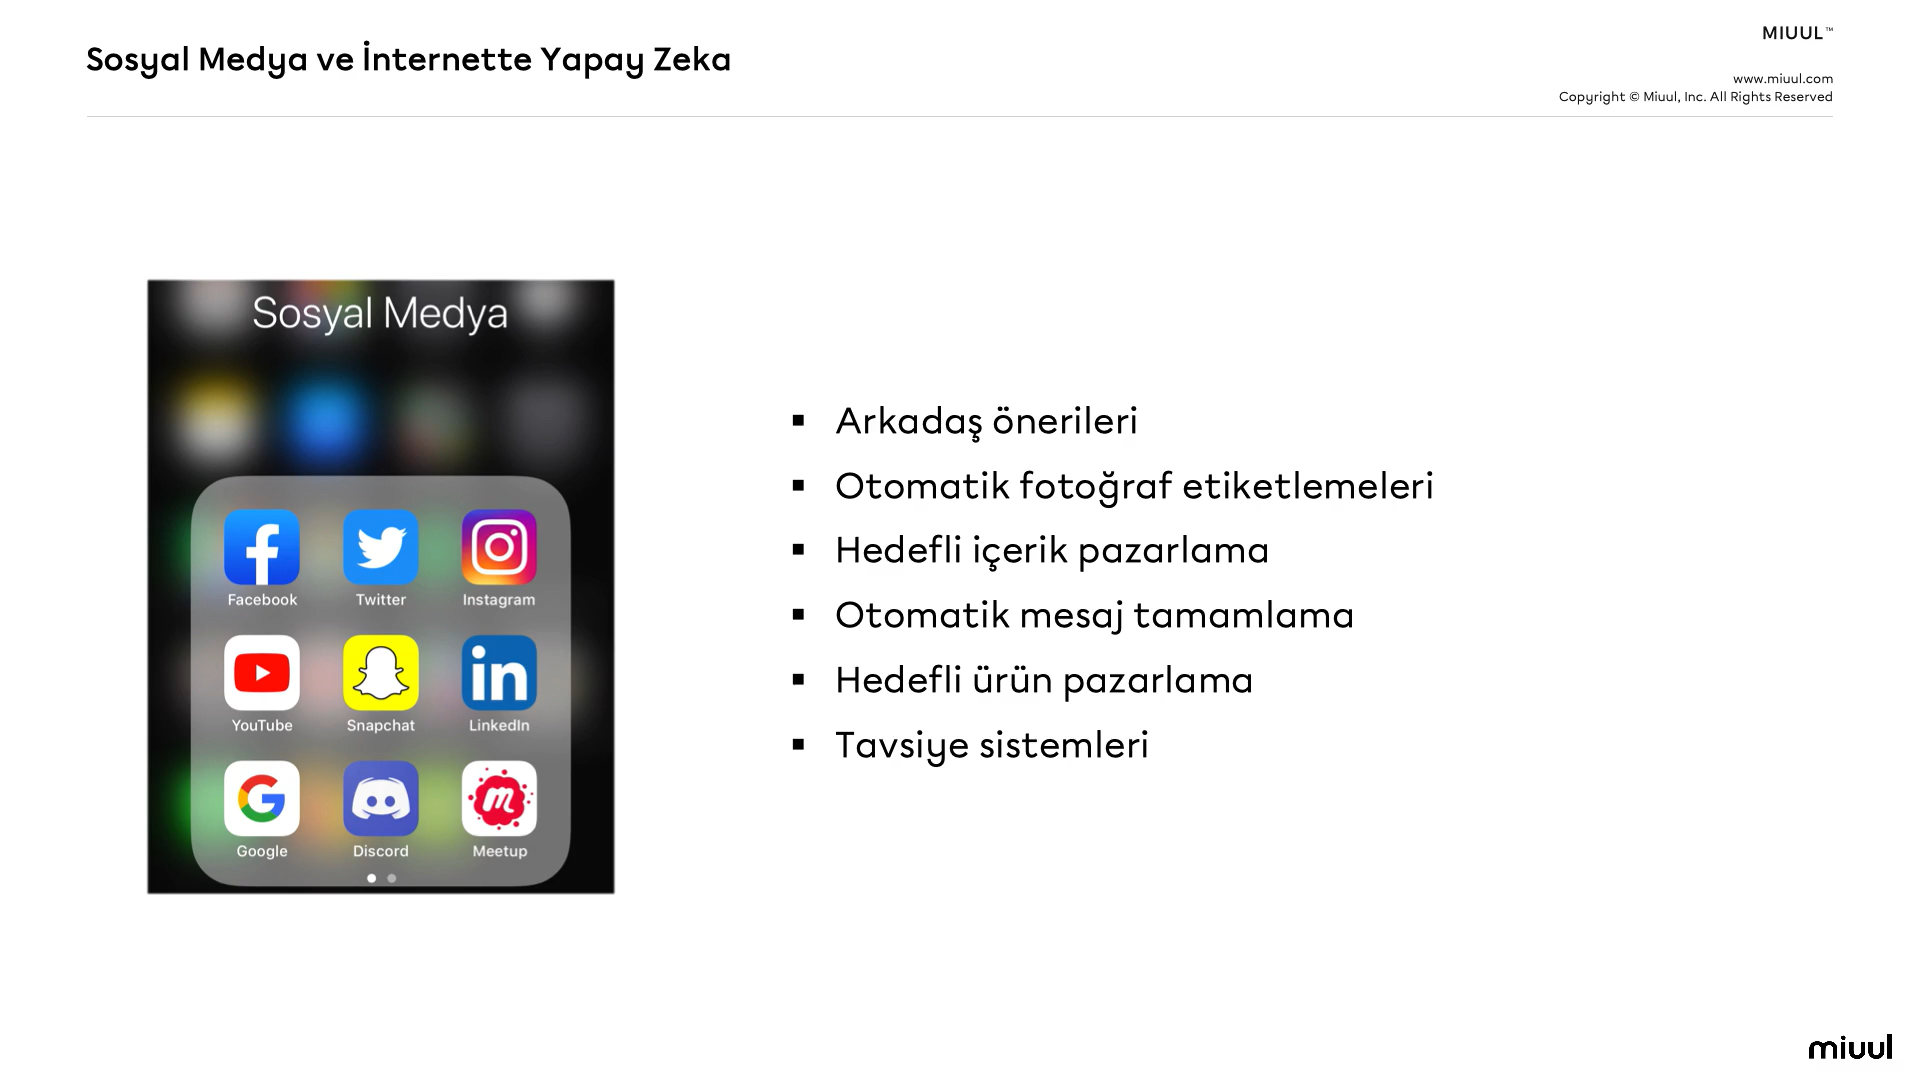 Sosyal Medya ve İnternette Yapay Zeka
MIUUL™
www.miuul.com
Copyright © Miuul, Inc. All Rights Reserved
Sosyal Medya
Facebook Twitter Instagram
YouTube Snapchat LinkedIn
Google Discord Meetup
▪ Arkadaş önerileri
▪ Otomatik fotoğraf etiketlemeleri
▪ Hedefli içerik pazarlama
▪ Otomatik mesaj tamamlama
▪ Hedefli ürün pazarlama
▪ Tavsiye sistemleri
miuul